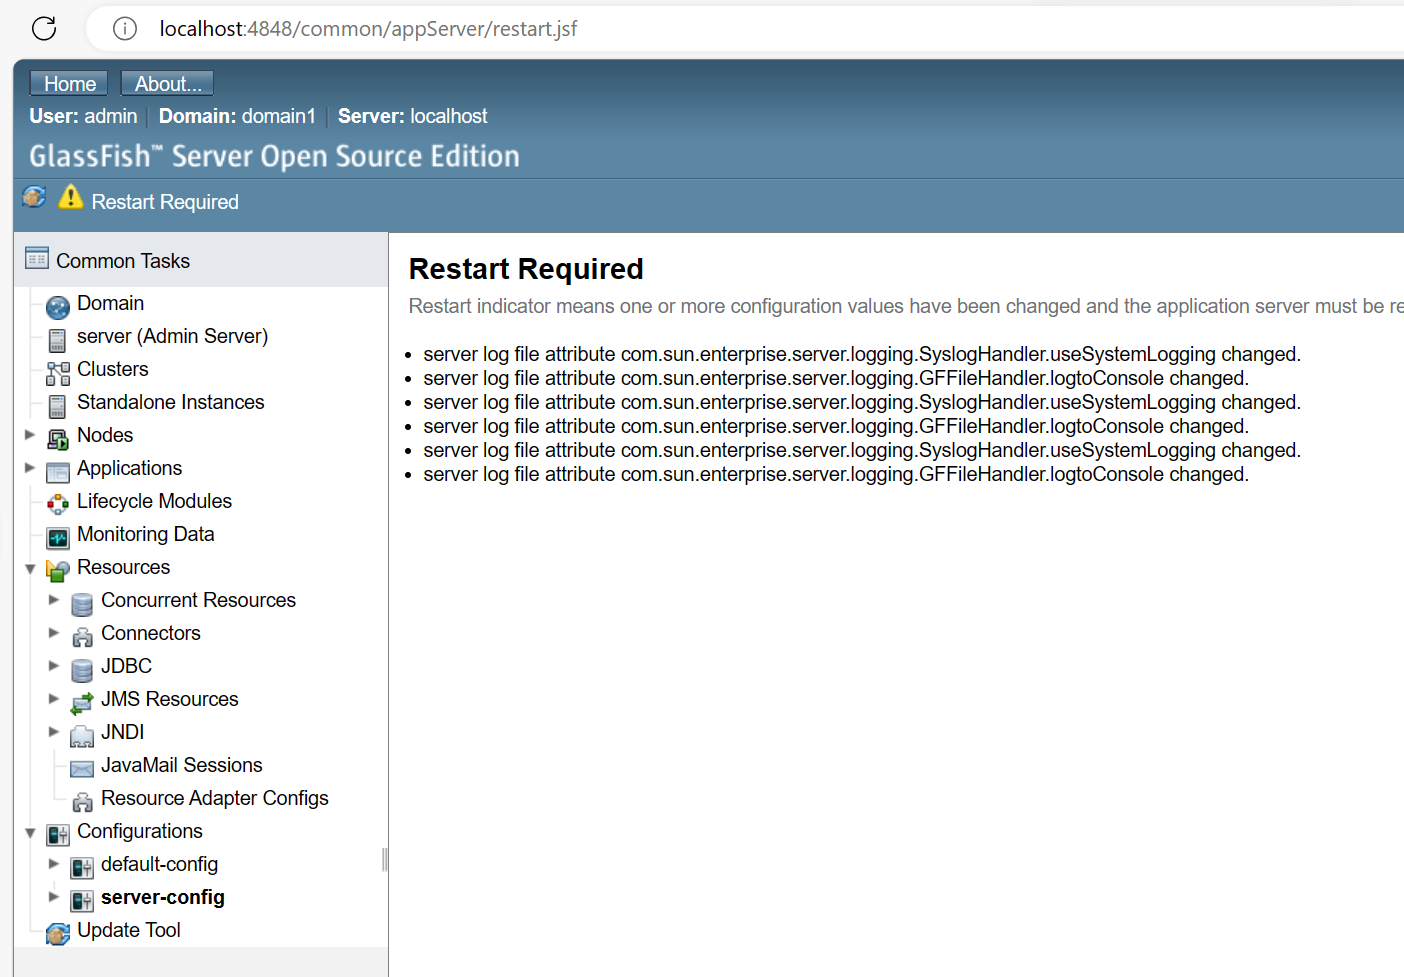 localhost:4848/common/appServer/restart.jsf
Home About...
User: admin Domain: domain1 Server: localhost
GlassFish™ Server Open Source Edition
Restart Required
Common Tasks
Domain
server (Admin Server)
Clusters
Standalone Instances
Nodes
Applications
Lifecycle Modules
Monitoring Data
Resources
Concurrent Resources
Connectors
JDBC
JMS Resources
JNDI
JavaMail Sessions
Resource Adapter Configs
Configurations
default-config
server-config
Update Tool
Restart Required
Restart indicator means one or more configuration values have been changed and the application server must be re
• server log file attribute com.sun.enterprise.server.logging.SyslogHandler.useSystemLogging changed.
• server log file attribute com.sun.enterprise.server.logging.GFFileHandler.logtoConsole changed.
• server log file attribute com.sun.enterprise.server.logging.SyslogHandler.useSystemLogging changed.
• server log file attribute com.sun.enterprise.server.logging.GFFileHandler.logtoConsole changed.
• server log file attribute com.sun.enterprise.server.logging.SyslogHandler.useSystemLogging changed.
• server log file attribute com.sun.enterprise.server.logging.GFFileHandler.logtoConsole changed.